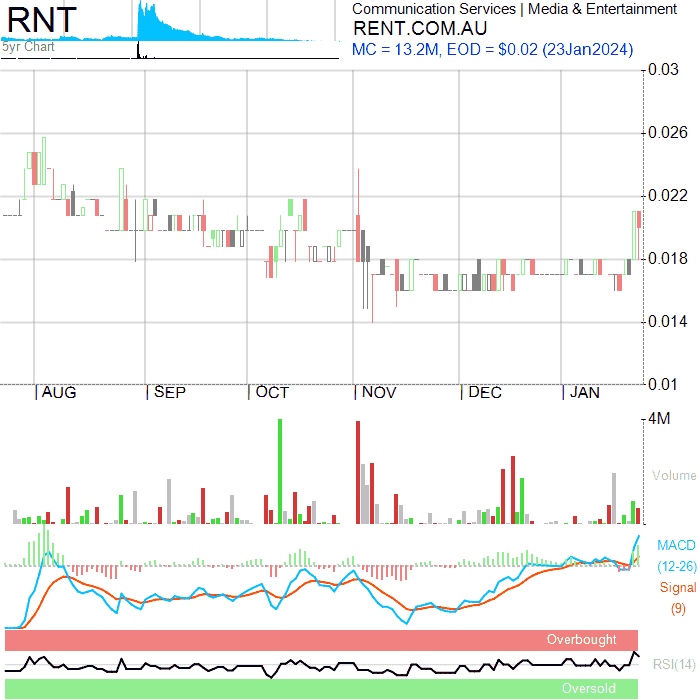 RNT
5yr Chart
Communication Services | Media & Entertainment
RENT.COM.AU
MC = 13.2M, EOD = $0.02 (23Jan2024)
0.03
0.026
0.022
0.018
0.014
0.01
|AUG |SEP |OCT |NOV |DEC |JAN
4M
Volume
MACD
(12-26)
Signal
(9)
Overbought
RSI(14)
Oversold